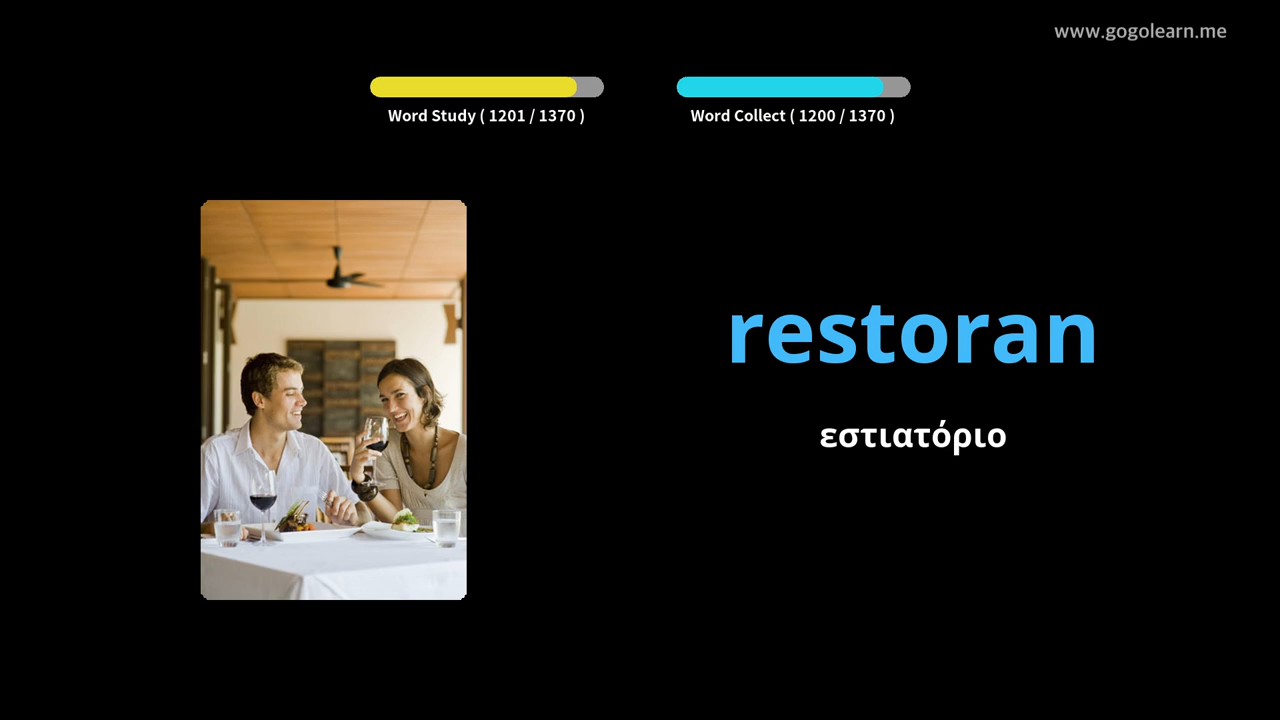 www.gogolearn.me
Word Study ( 1201 / 1370 )
Word Collect ( 1200 / 1370 )
restoran
εστιατόριο